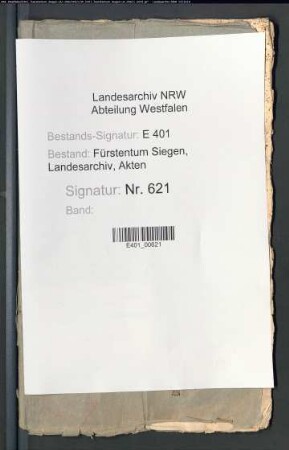 Landesarchiv NRW
Abteilung Westfalen
Bestands-Signatur: E 401
Bestand: Fürstentum Siegen,
Landesarchiv, Akten
Signatur: Nr. 621
Band:
E401_00621